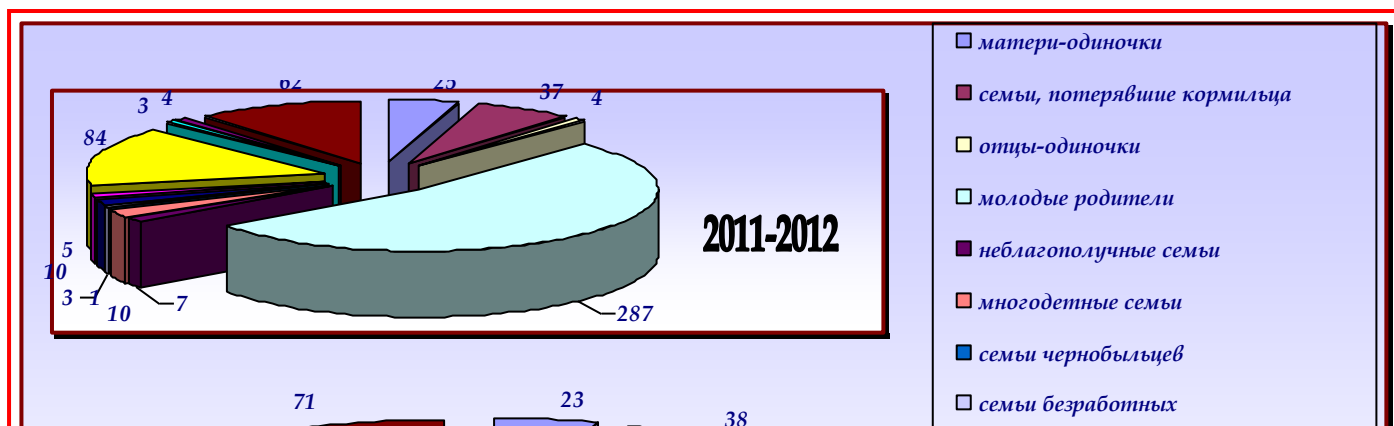 62
37
4
3
4
84
2011-2012
5
10
3
1
10
7
287
71
23
38
матери-одиночки
семьи, потерявшие кормильца
отцы-одиночки
молодые родители
неблагополучные семьи
многодетные семьи
семьи чернобыльцев
семьи безработных